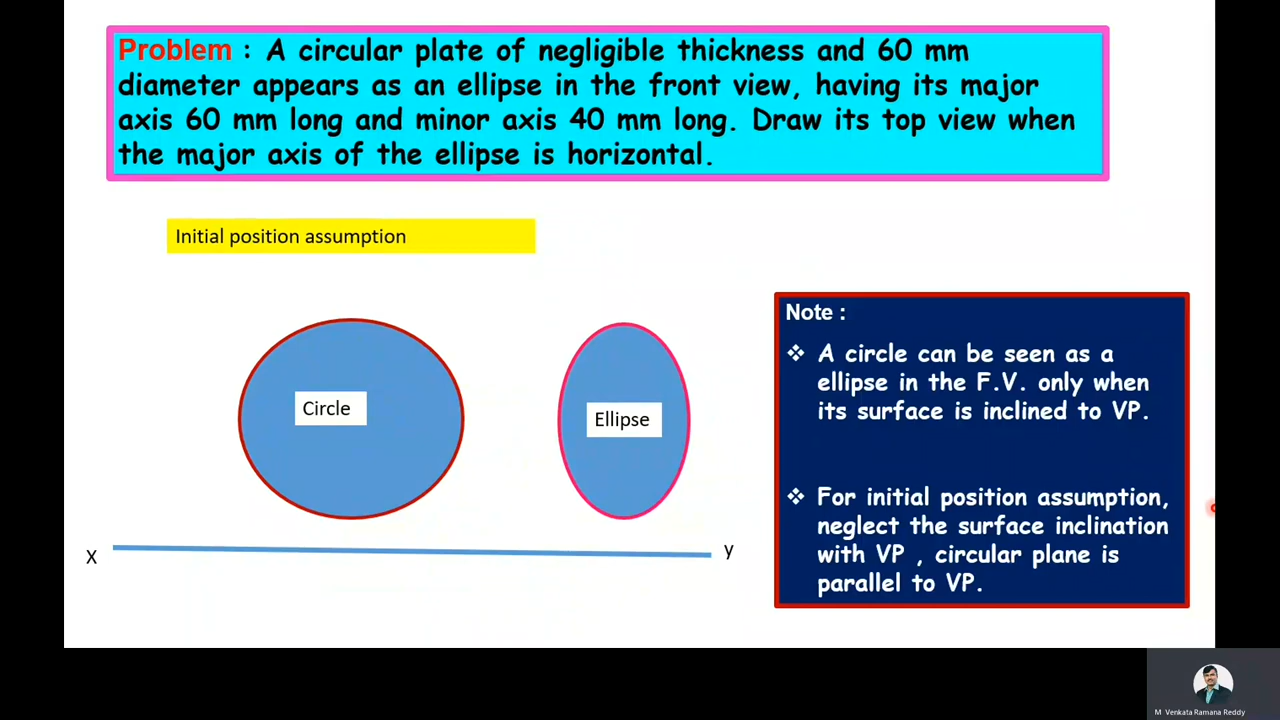 Problem : A circular plate of negligible thickness and 60 mm
diameter appears as an ellipse in the front view, having its major
axis 60 mm long and minor axis 40 mm long. Draw its top view when
the major axis of the ellipse is horizontal.
Initial position assumption
Circle
Ellipse
X
y
Note :
❖ A circle can be seen as a
ellipse in the F.V. only when
its surface is inclined to VP.
❖ For initial position assumption,
neglect the surface inclination
with VP , circular plane is
parallel to VP.
M Venkata Ramana Reddy